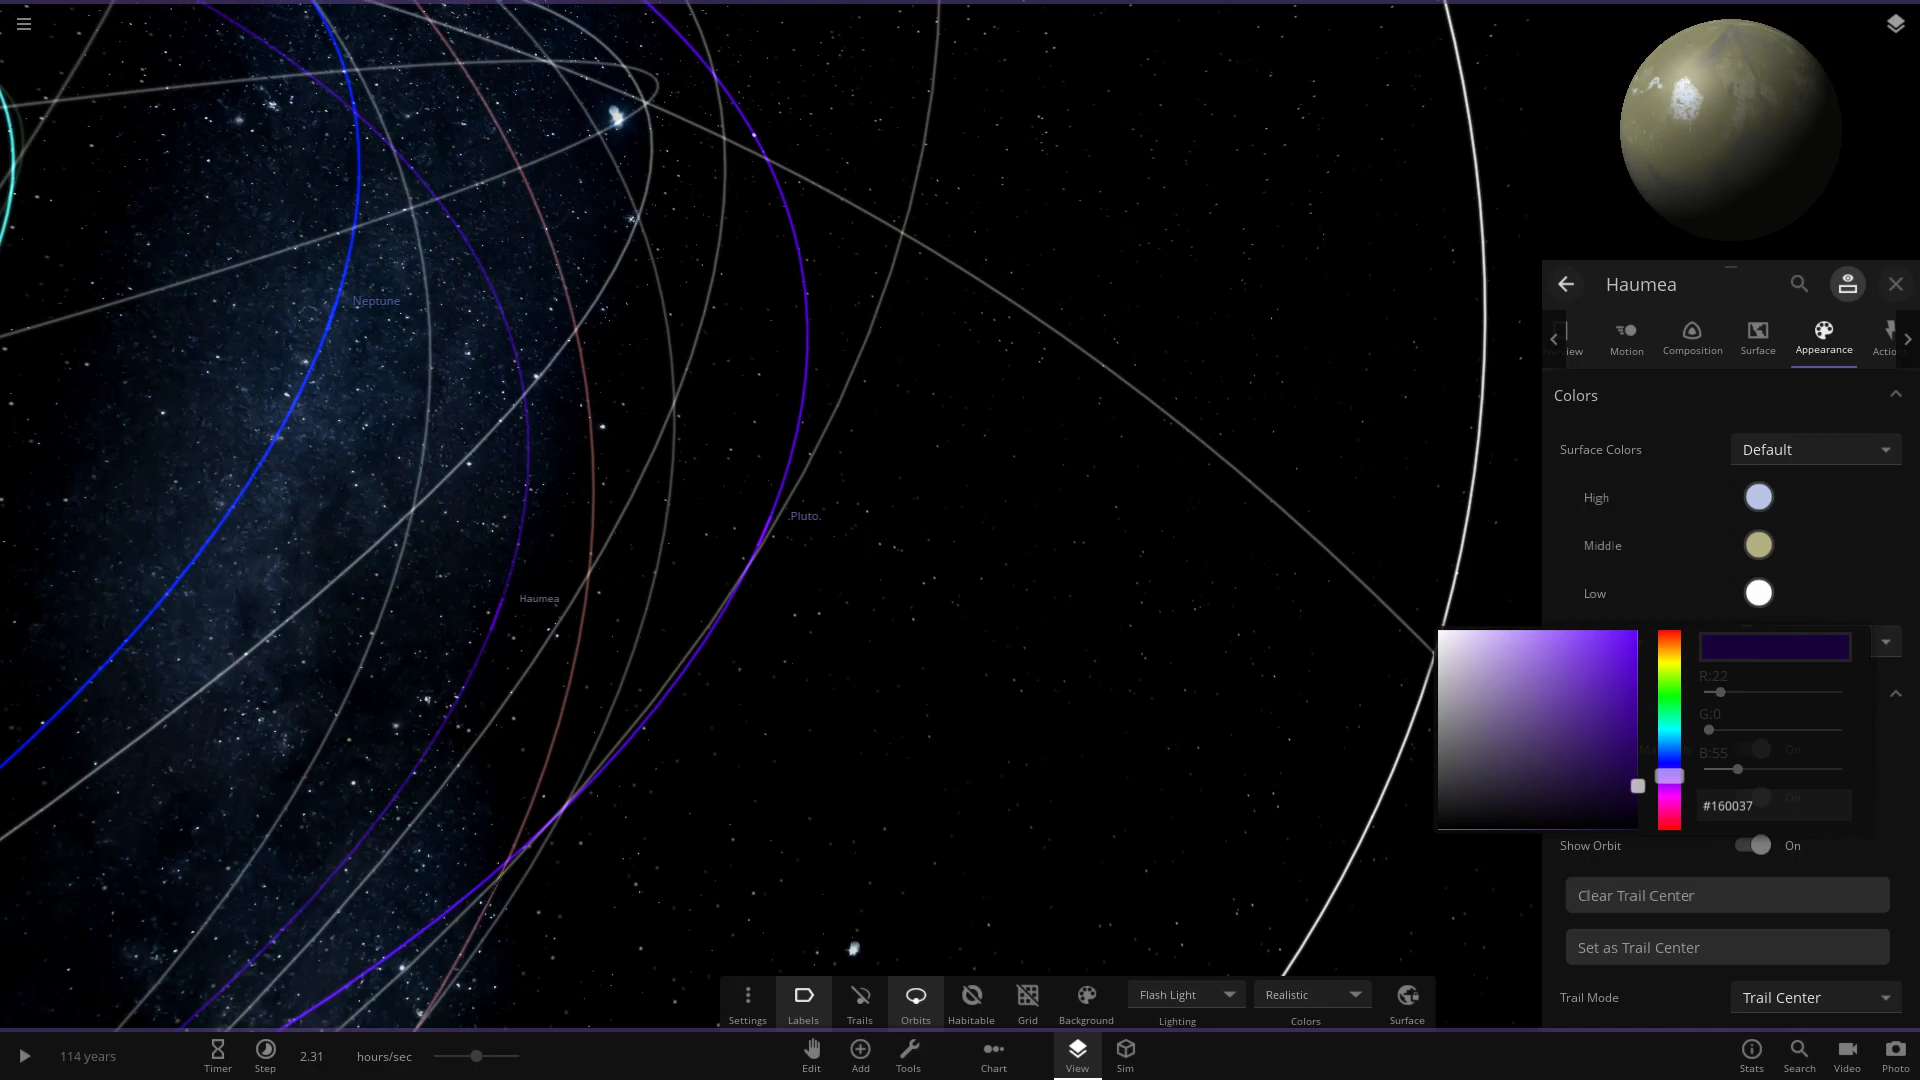 Neptune
Pluto.
Haumea
Haumea
Motion
Composition
Surface
Appearance
Colors
Surface Colors
Default
High
Middle
Low
R:22
G:0
B:55
On
#160037
On
Show Orbit
On
Clear Trail Center
Set as Trail Center
Trail Mode
Trail Center
Settings
Labels
Trails
Orbits
Habitable
Grid
Background
Flash Light
Lighting
Realistic
Colors
Surface
114 years
Timer
Step
2.31
hours/sec
Edit
Add
Tools
Chart
View
Sim
Stats
Search
Video
Photo